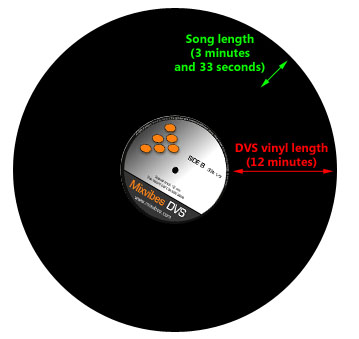 Song length
(3 minutes
and 33 seconds)
DVS vinyl length
(12 minutes)
SIDE B
Mixvibes DVS
www.mixvibes.com